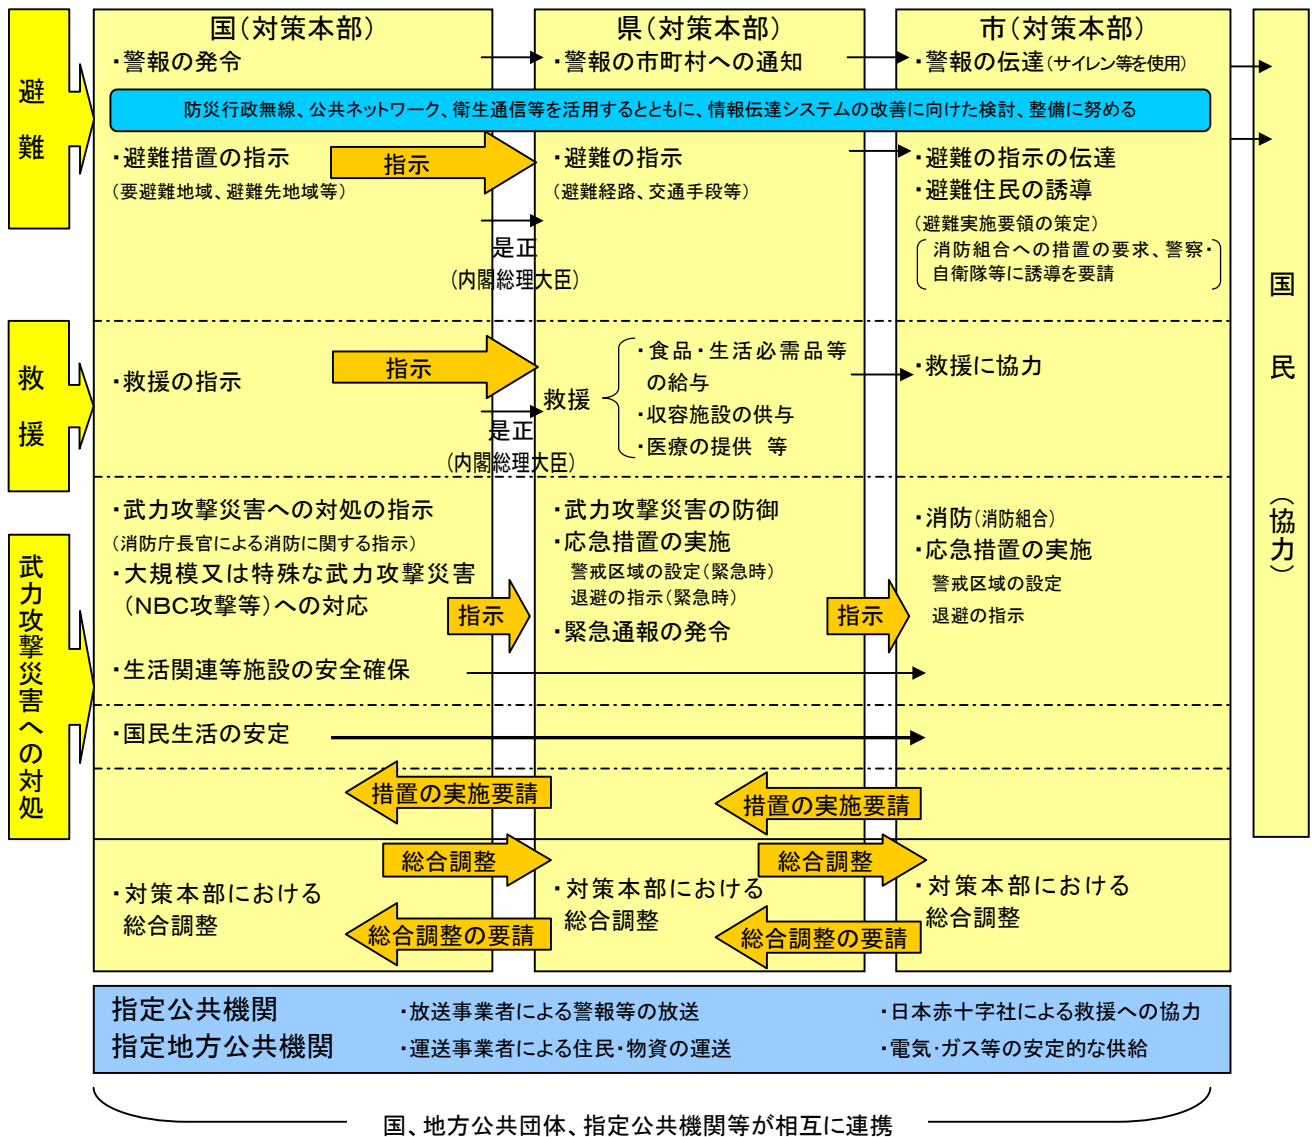 避難
国(対策本部)
・警報の発令
県(対策本部)
・警報の市町村への通知
市(対策本部)
・警報の伝達(サイレン等を使用)
防災行政無線、公共ネットワーク、衛生通信等を活用するとともに、情報伝達システムの改善に向けた検討、整備に努める
・避難措置の指示
(要避難地域、避難先地域等)
指示
是正
(内閣総理大臣)
・避難の指示
(避難経路、交通手段等)
・避難の指示の伝達
・避難住民の誘導
(避難実施要領の策定)
消防組合への措置の要求、警察・
自衛隊等に誘導を要請
国民(協力)
救援
・救援の指示
指示
是正
(内閣総理大臣)
救援
・食品・生活必需品等
の給与
・収容施設の供与
・医療の提供 等
・救援に協力
武力攻撃災害への対処
・武力攻撃災害への対処の指示
(消防庁長官による消防に関する指示)
・大規模又は特殊な武力攻撃災害
(NBC攻撃等)への対応
指示
・生活関連等施設の安全確保
・武力攻撃災害の防御
・応急措置の実施
警戒区域の設定(緊急時)
退避の指示(緊急時)
・緊急通報の発令
指示
・消防(消防組合)
・応急措置の実施
警戒区域の設定
退避の指示
・国民生活の安定
措置の実施要請
措置の実施要請
総合調整
総合調整
・対策本部における
総合調整
・対策本部における
総合調整
・対策本部における
総合調整
総合調整の要請
総合調整の要請
指定公共機関
指定地方公共機関
・放送事業者による警報等の放送
・運送事業者による住民・物資の運送
・日本赤十字社による救援への協力
・電気・ガス等の安定的な供給
国、地方公共団体、指定公共機関等が相互に連携